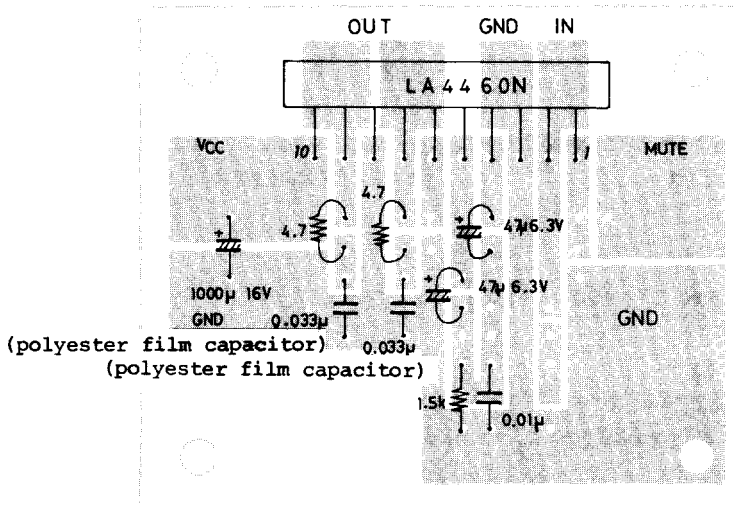 OUT GND IN
LA4460N
VCC 10 1 MUTE
4.7
4.7 47µ6.3V
1000µ 16V 47µ 6.3V
GND 0.033µ GND
(polyester film capacitor) 0.033µ
(polyester film capacitor)
1.5k
0.01µ